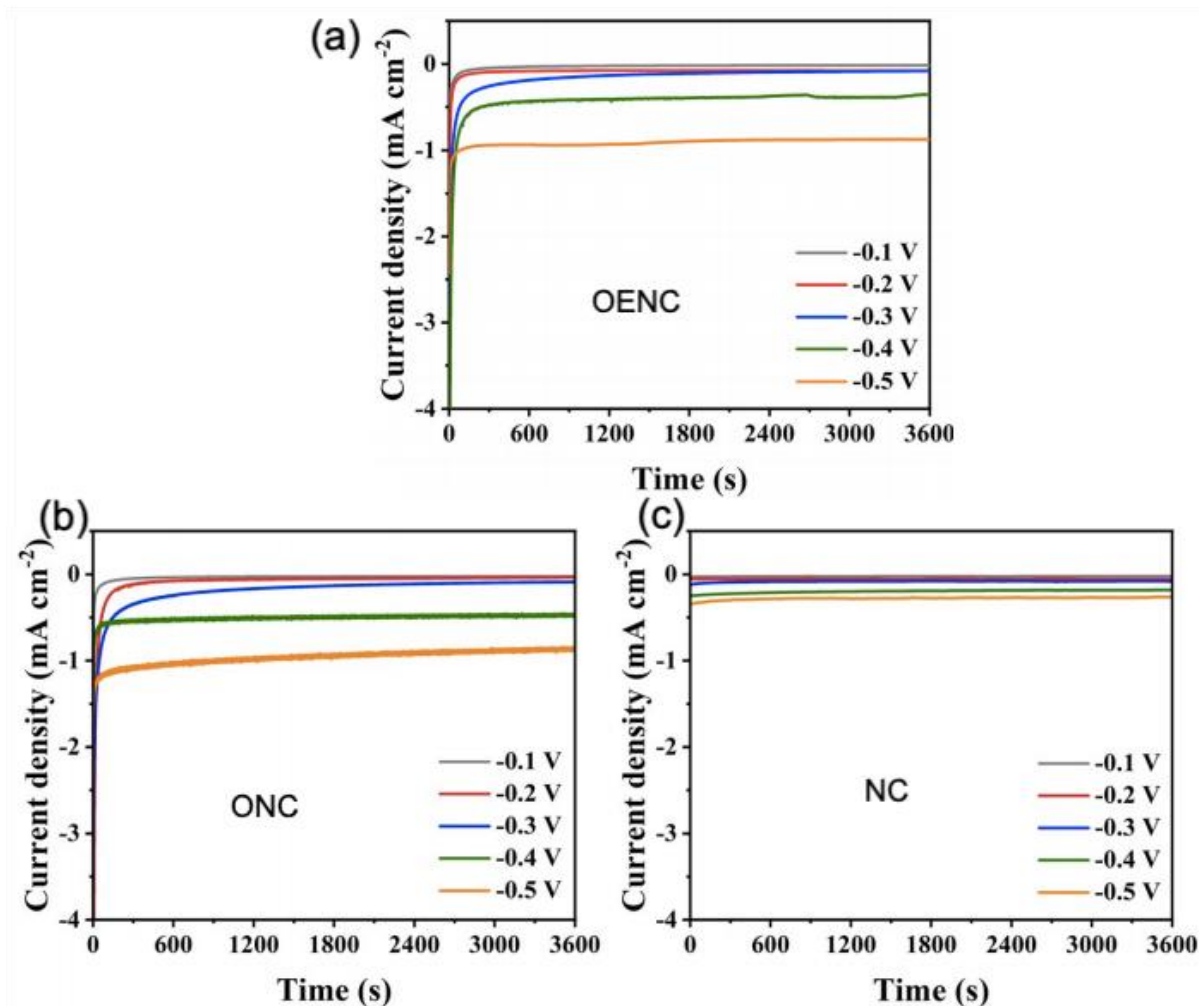 (a)
Current density (mA cm⁻²)
0
-1
-2
-3
-4
OENC
-0.1 V
-0.2 V
-0.3 V
-0.4 V
-0.5 V
0 600 1200 1800 2400 3000 3600
Time (s)
(b)
Current density (mA cm⁻²)
0
-1
-2
-3
-4
ONC
-0.1 V
-0.2 V
-0.3 V
-0.4 V
-0.5 V
0 600 1200 1800 2400 3000 3600
Time (s)
(c)
Current density (mA cm⁻²)
0
-1
-2
-3
-4
NC
-0.1 V
-0.2 V
-0.3 V
-0.4 V
-0.5 V
0 600 1200 1800 2400 3000 3600
Time (s)